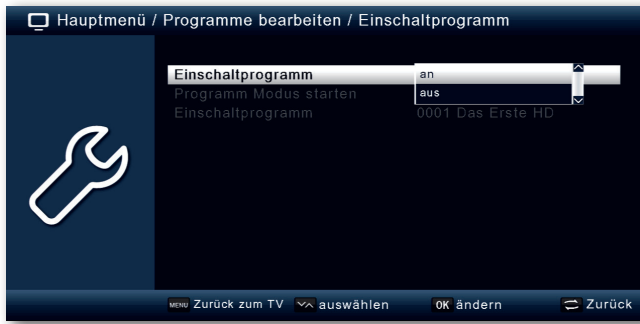 Hauptmenü / Programme bearbeiten / Einschaltprogramm
Einschaltprogramm an
Programm Modus starten aus
Einschaltprogramm 0001 Das Erste HD
MENU Zurück zum TV auswählen OK ändern Zurück